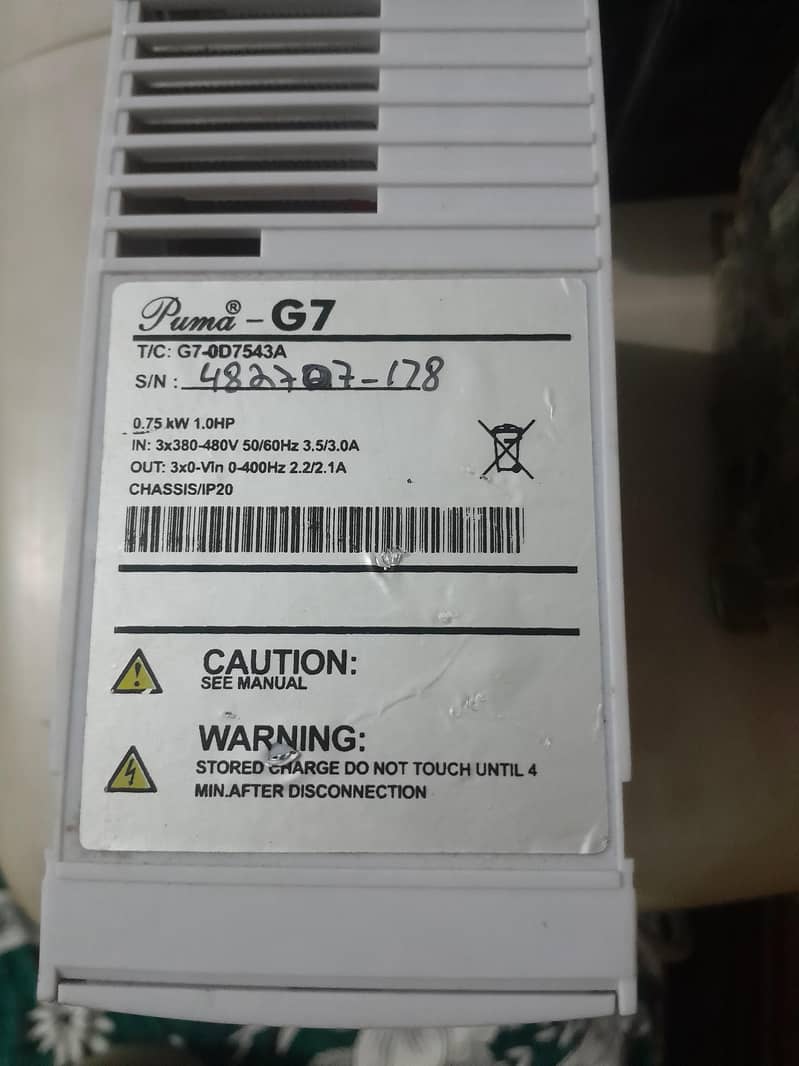 Puma® - G7
T/C: G7-0D7543A
S/N : 482707-178
0.75 kW 1.0HP
IN: 3x380-480V 50/60Hz 3.5/3.0A
OUT: 3x0-Vin 0-400Hz 2.2/2.1A
CHASSIS/IP20
CAUTION:
SEE MANUAL
WARNING:
STORED CHARGE DO NOT TOUCH UNTIL 4
MIN.AFTER DISCONNECTION